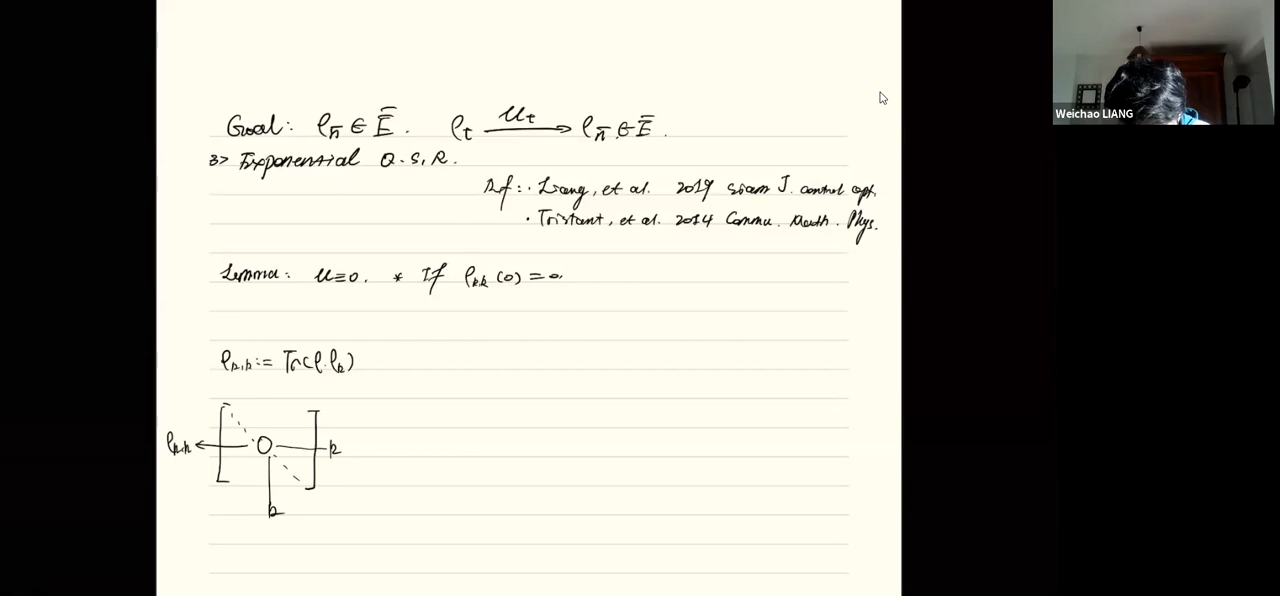 Goal: ρ_n̄ ∈ Ē. ρ_t —u_t→ ρ_n̄ ∈ Ē.
3> Exponential Q.S.R.
Ref: · Liang, et al. 2019 Siam J. control opt.
· Tristant, et al. 2014 Commu. Math. Phys.
Lemma: u≡0. * If ρ_k,k (0) = 0.
ρ_k,k := Tr(ρ·ρ_k)
ρ_k,k 0 k
k
Weichao LIANG